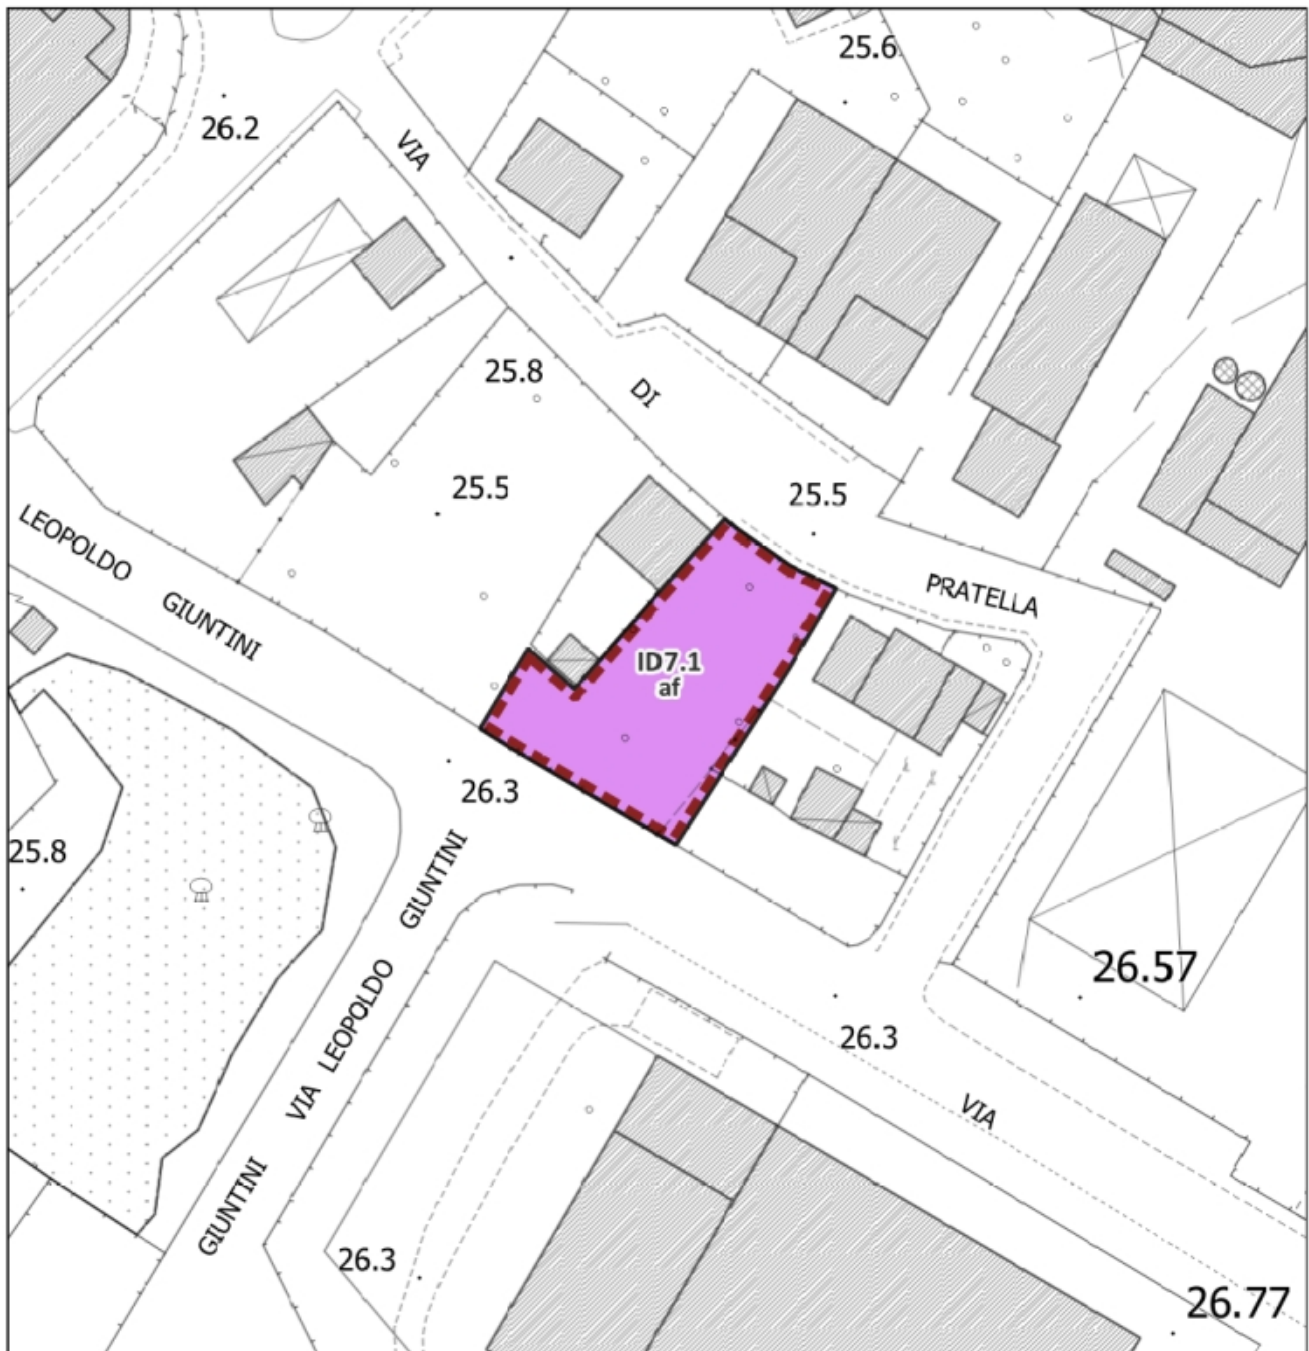 25.6
26.2
VIA
25.8
DI
25.5
25.5
LEOPOLDO
GIUNTINI
PRATELLA
ID7.1
af
26.3
25.8
GIUNTINI
26.57
LEOPOLDO
26.3
VIA
VIA
GIUNTINI
26.3
26.77